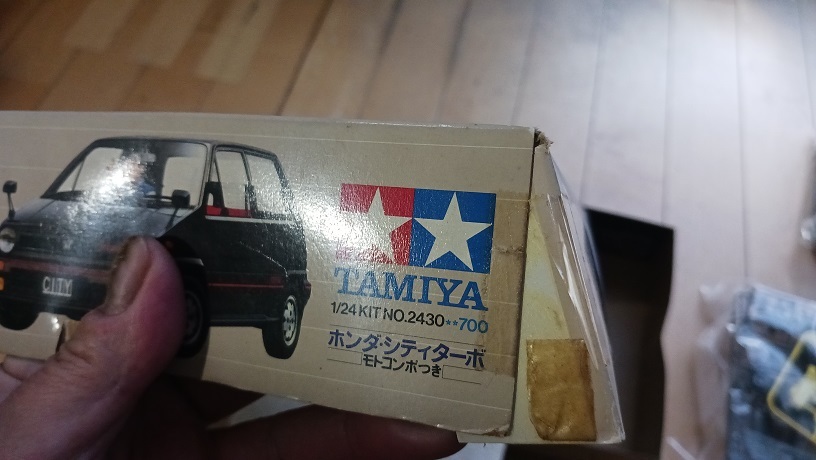 CITY
TAMIYA
1/24 KIT NO.2430★★700
ホンダ・シティターボ
モトコンポつき